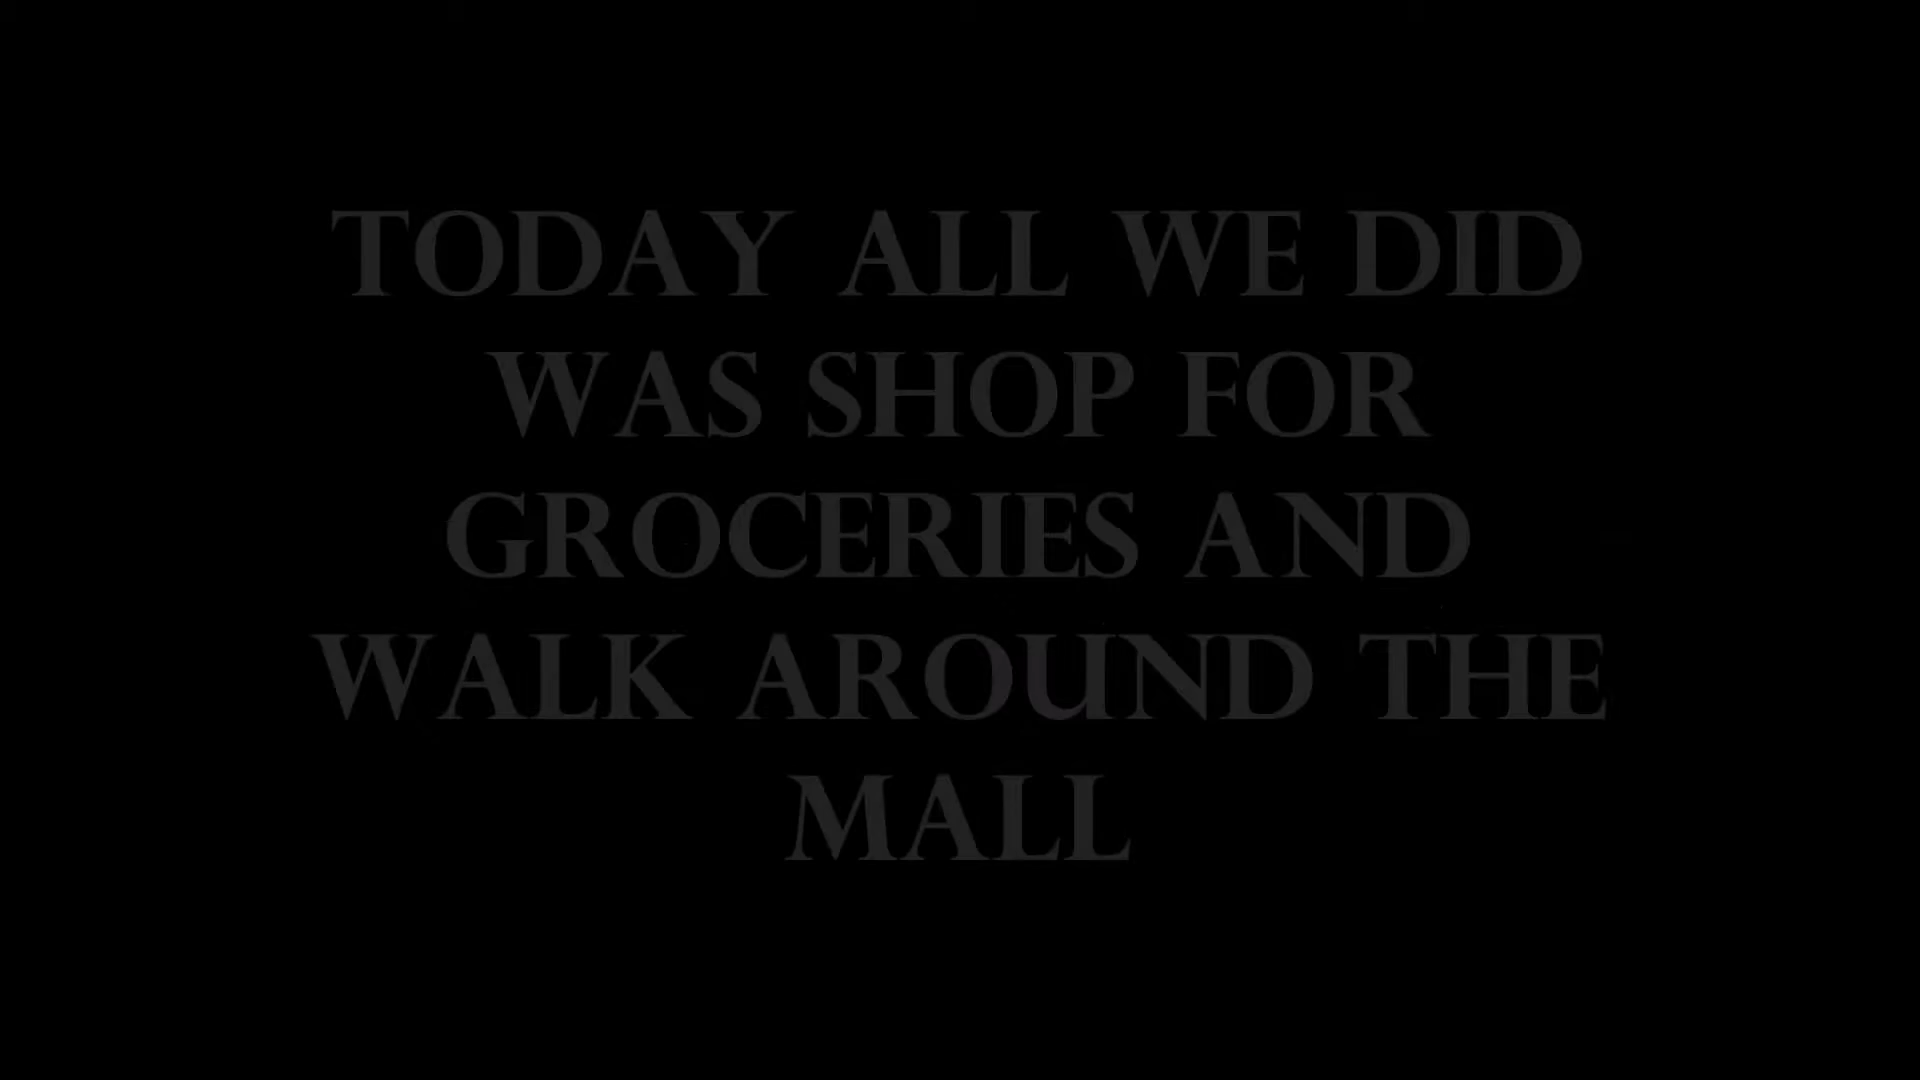 TODAY ALL WE DID
WAS SHOP FOR
GROCERIES AND
WALK AROUND THE
MALL